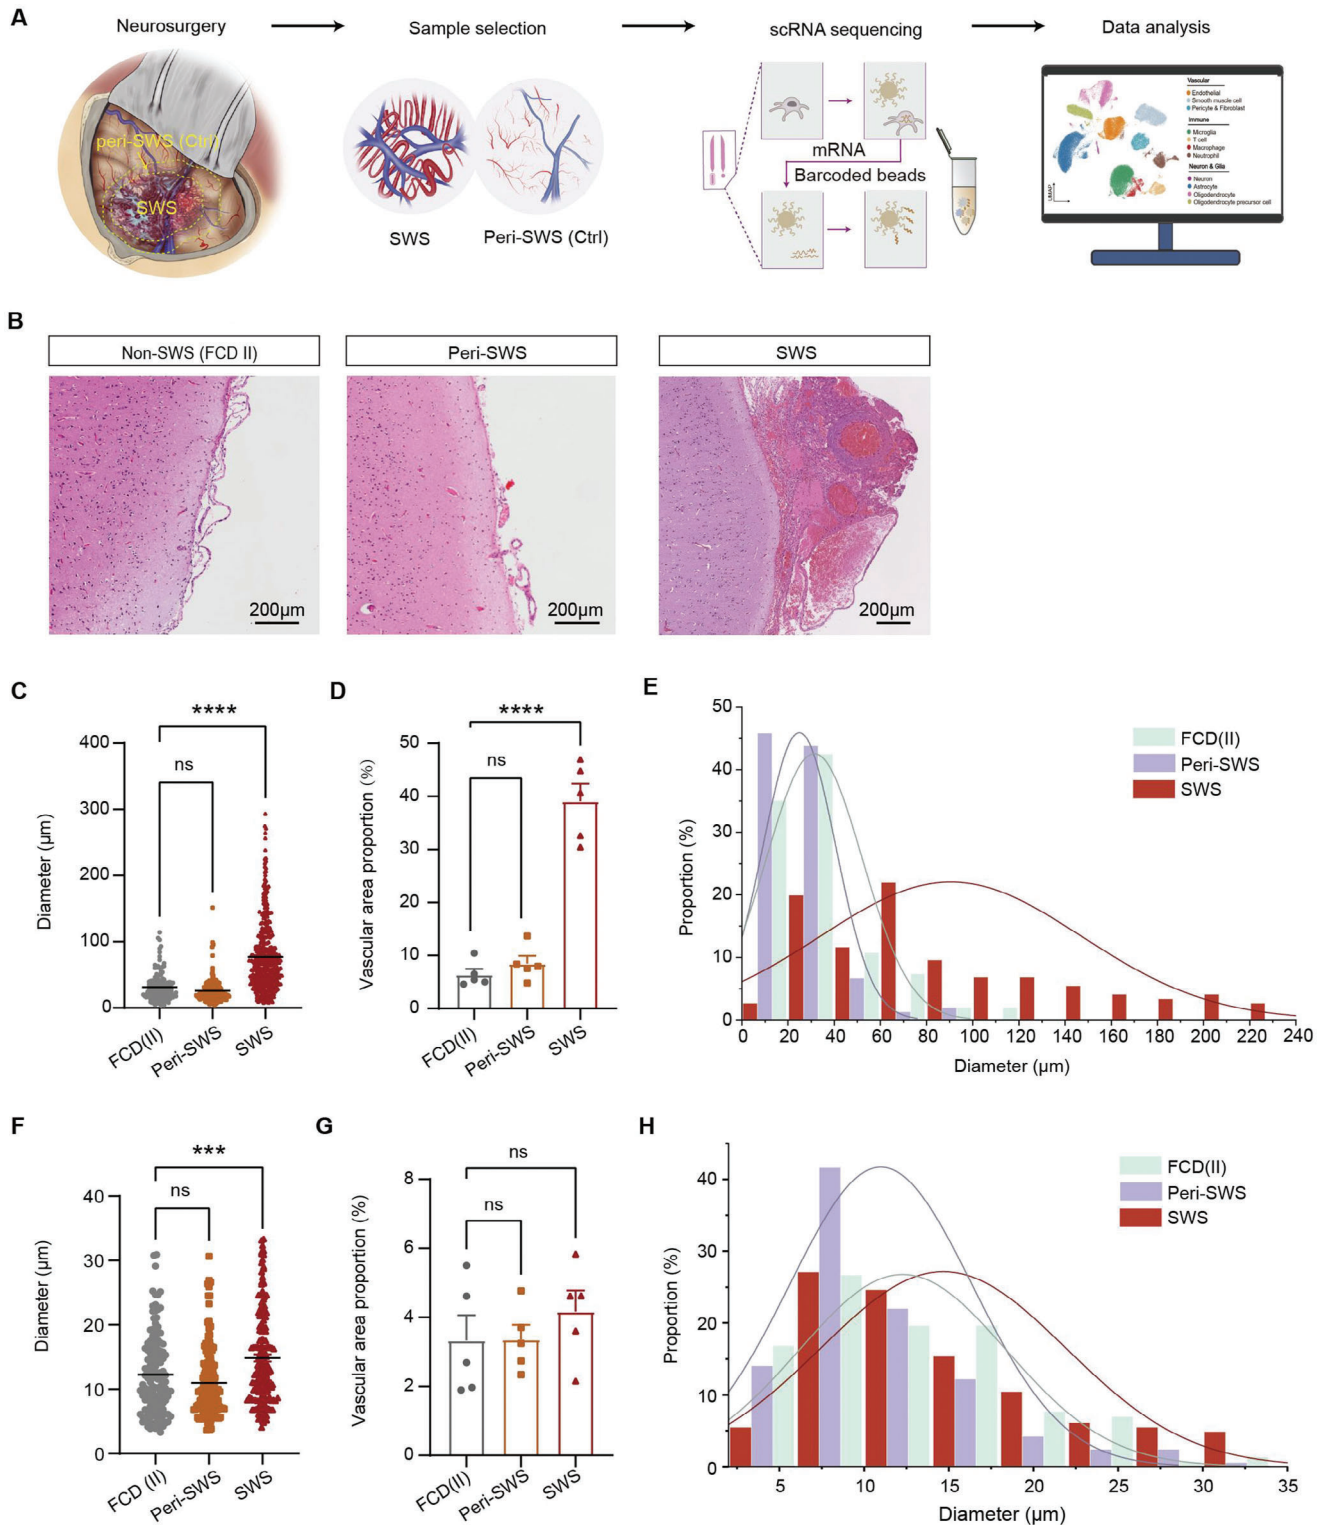 A
Neurosurgery
Sample selection
scRNA sequencing
Data analysis
peri-SWS (Ctrl)
SWS
SWS
Peri-SWS (Ctrl)
mRNA
Barcoded beads
UMAP
Vascular
Endothelial
Smooth muscle cell
Pericyte & Fibroblast
Immune
Microglia
T cell
Macrophage
Neutrophil
Neuron & Glia
Neuron
Astrocyte
Oligodendrocyte
Oligodendrocyte precursor cell
B
Non-SWS (FCD II)
Peri-SWS
SWS
200μm
200μm
200μm
C
****
ns
Diameter (μm)
400
300
200
100
0
FCD(II)
Peri-SWS
SWS
D
****
ns
Vascular area proportion (%)
50
40
30
20
10
0
FCD(II)
Peri-SWS
SWS
E
Proportion (%)
50
40
30
20
10
0
FCD(II)
Peri-SWS
SWS
0 20 40 60 80 100 120 140 160 180 200 220 240
Diameter (μm)
F
***
ns
Diameter (μm)
40
30
20
10
0
FCD (II)
Peri-SWS
SWS
G
ns
ns
Vascular area proportion (%)
8
6
4
2
0
FCD(II)
Peri-SWS
SWS
H
Proportion (%)
40
30
20
10
0
FCD(II)
Peri-SWS
SWS
5 10 15 20 25 30 35
Diameter (μm)